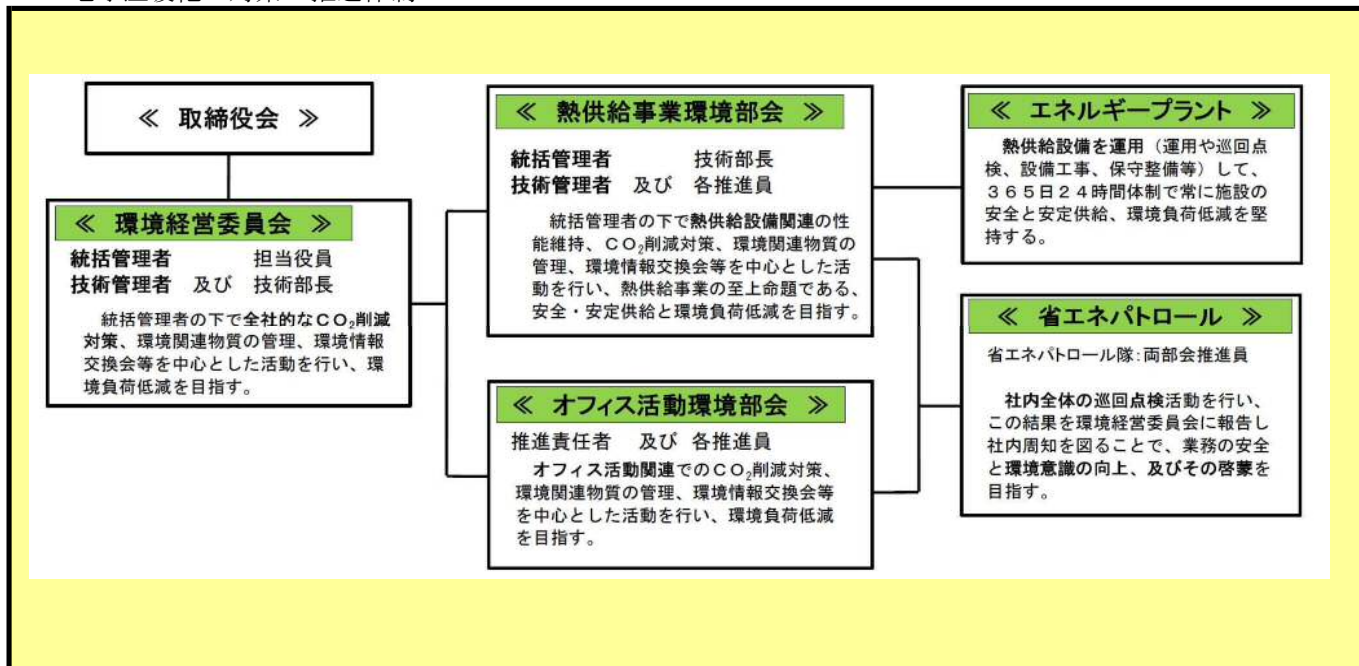 ≪ 取締役会 ≫
≪ 環境経営委員会 ≫
統括管理者 担当役員
技術管理者 及び 技術部長
統括管理者の下で全社的なCO₂削減
対策、環境関連物質の管理、環境情報
交換会等を中心とした活動を行い、環
境負荷低減を目指す。
≪ 熱供給事業環境部会 ≫
統括管理者 技術部長
技術管理者 及び 各推進員
統括管理者の下で熱供給設備関連の性
能維持、CO₂削減対策、環境関連物質の
管理、環境情報交換会等を中心とした活
動を行い、熱供給事業の至上命題である、
安全・安定供給と環境負荷低減を目指す。
≪ オフィス活動環境部会 ≫
推進責任者 及び 各推進員
オフィス活動関連でのCO₂削減対策、
環境関連物質の管理、環境情報交換会等
を中心とした活動を行い、環境負荷低減
を目指す。
≪ エネルギープラント ≫
熱供給設備を運用（運用や巡回点
検、設備工事、保守整備等）して、
３６５日２４時間体制で常に施設の
安全と安定供給、環境負荷低減を堅
持する。
≪ 省エネパトロール ≫
省エネパトロール隊：両部会推進員
社内全体の巡回点検活動を行い、
この結果を環境経営委員会に報告し
社内周知を図ることで、業務の安全
と環境意識の向上、及びその啓蒙を
目指す。